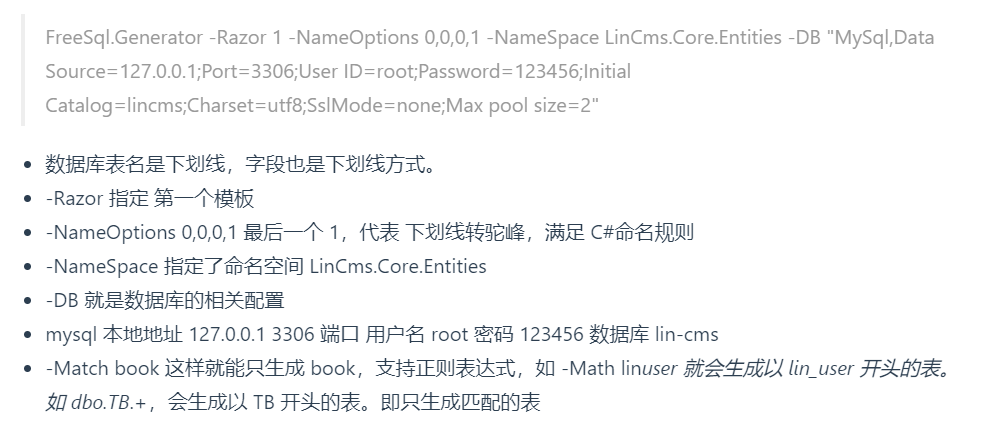 FreeSql.Generator -Razor 1 -NameOptions 0,0,0,1 -NameSpace LinCms.Core.Entities -DB "MySql,Data
Source=127.0.0.1;Port=3306;User ID=root;Password=123456;Initial
Catalog=lincms;Charset=utf8;SslMode=none;Max pool size=2"
• 数据库表名是下划线，字段也是下划线方式。
• -Razor 指定 第一个模板
• -NameOptions 0,0,0,1 最后一个 1，代表 下划线转驼峰，满足 C#命名规则
• -NameSpace 指定了命名空间 LinCms.Core.Entities
• -DB 就是数据库的相关配置
• mysql 本地地址 127.0.0.1 3306 端口 用户名 root 密码 123456 数据库 lin-cms
• -Match book 这样就能只生成 book，支持正则表达式，如 -Math linuser 就会生成以 lin_user 开头的表。
如 dbo.TB.+，会生成以 TB 开头的表。即只生成匹配的表